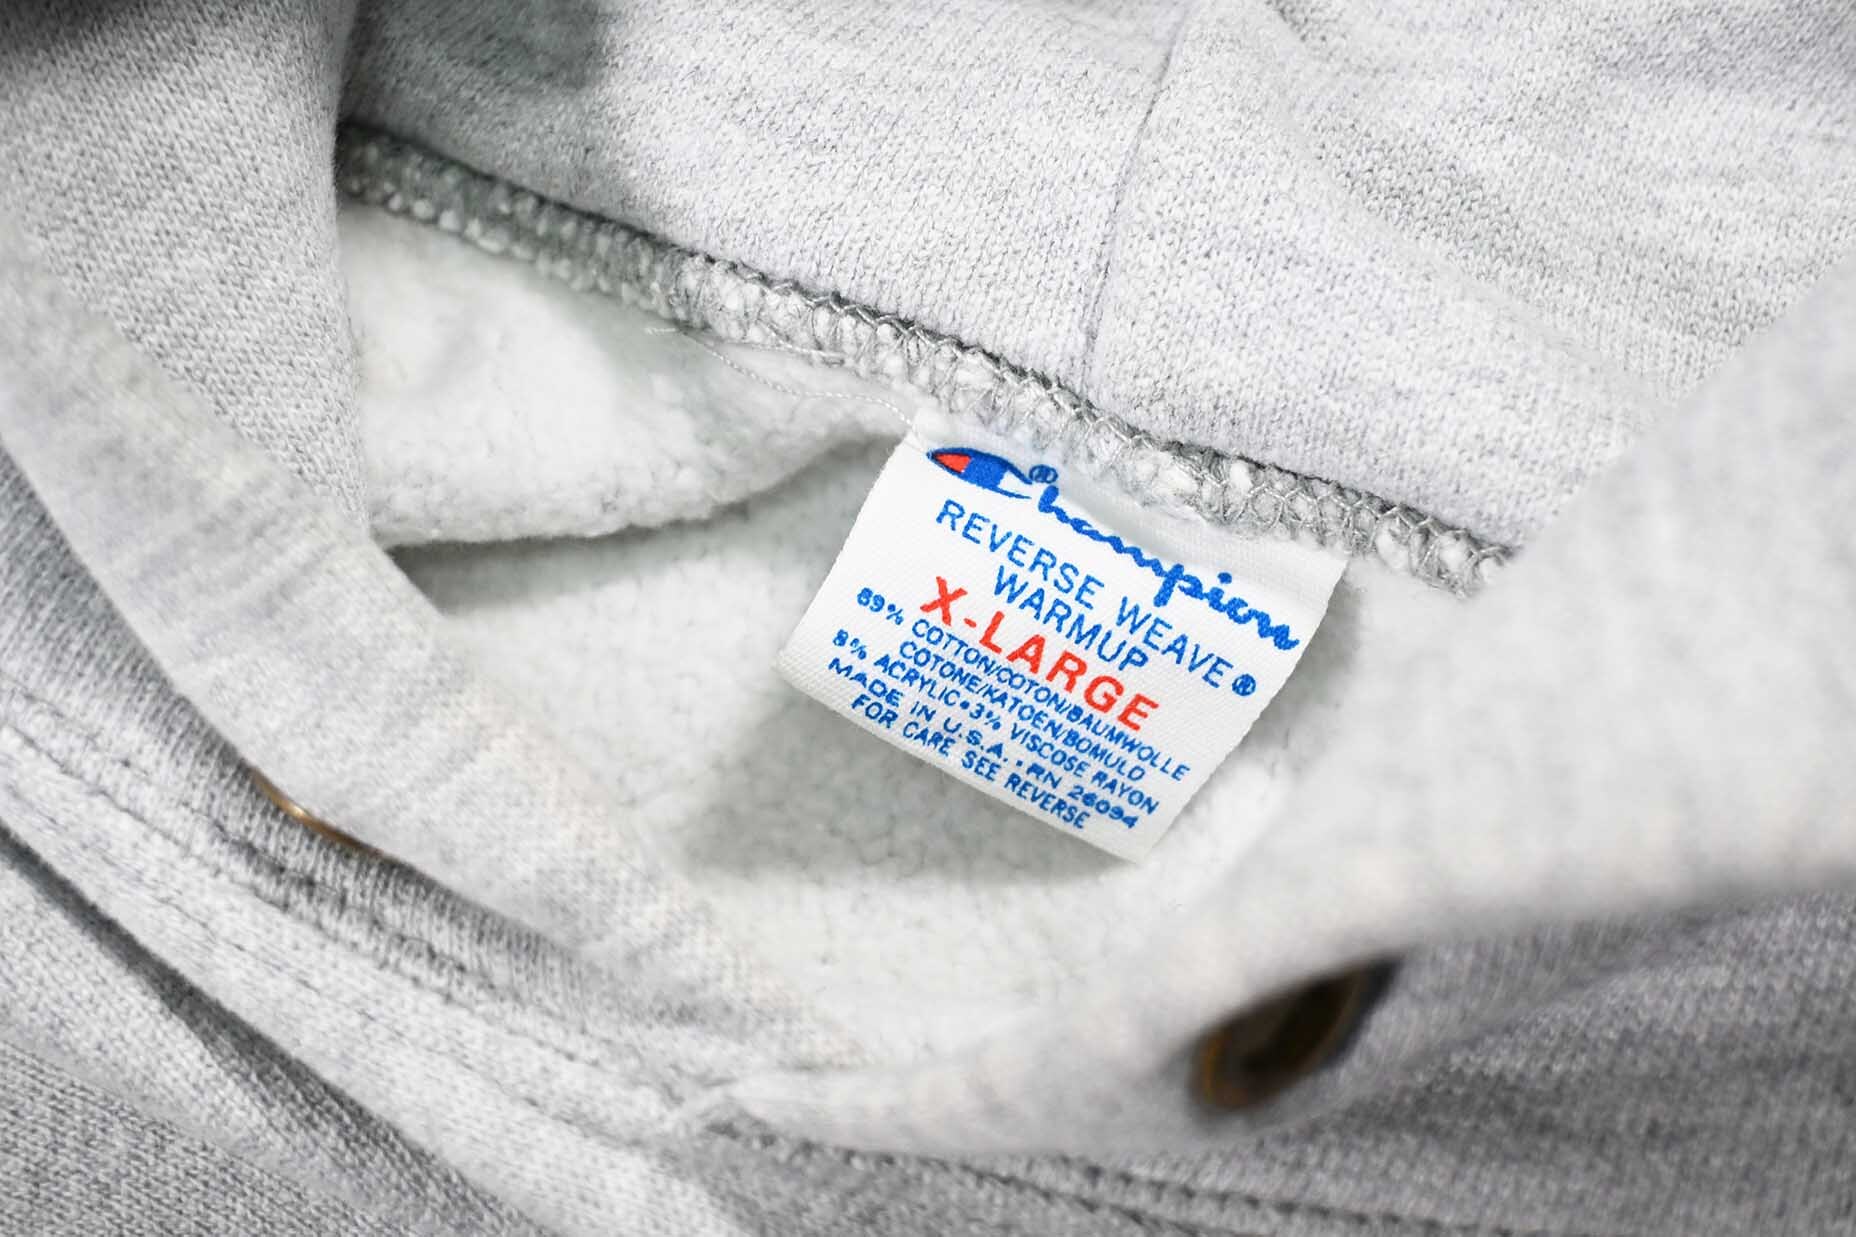 Champion®
REVERSE WEAVE®
WARMUP
X-LARGE
89% COTTON/COTON/BAUMWOLLE
COTONE/KATOEN/BOMULD
8% ACRYLIC•3% VISCOSE RAYON
MADE IN U.S.A. • RN 26094
FOR CARE SEE REVERSE